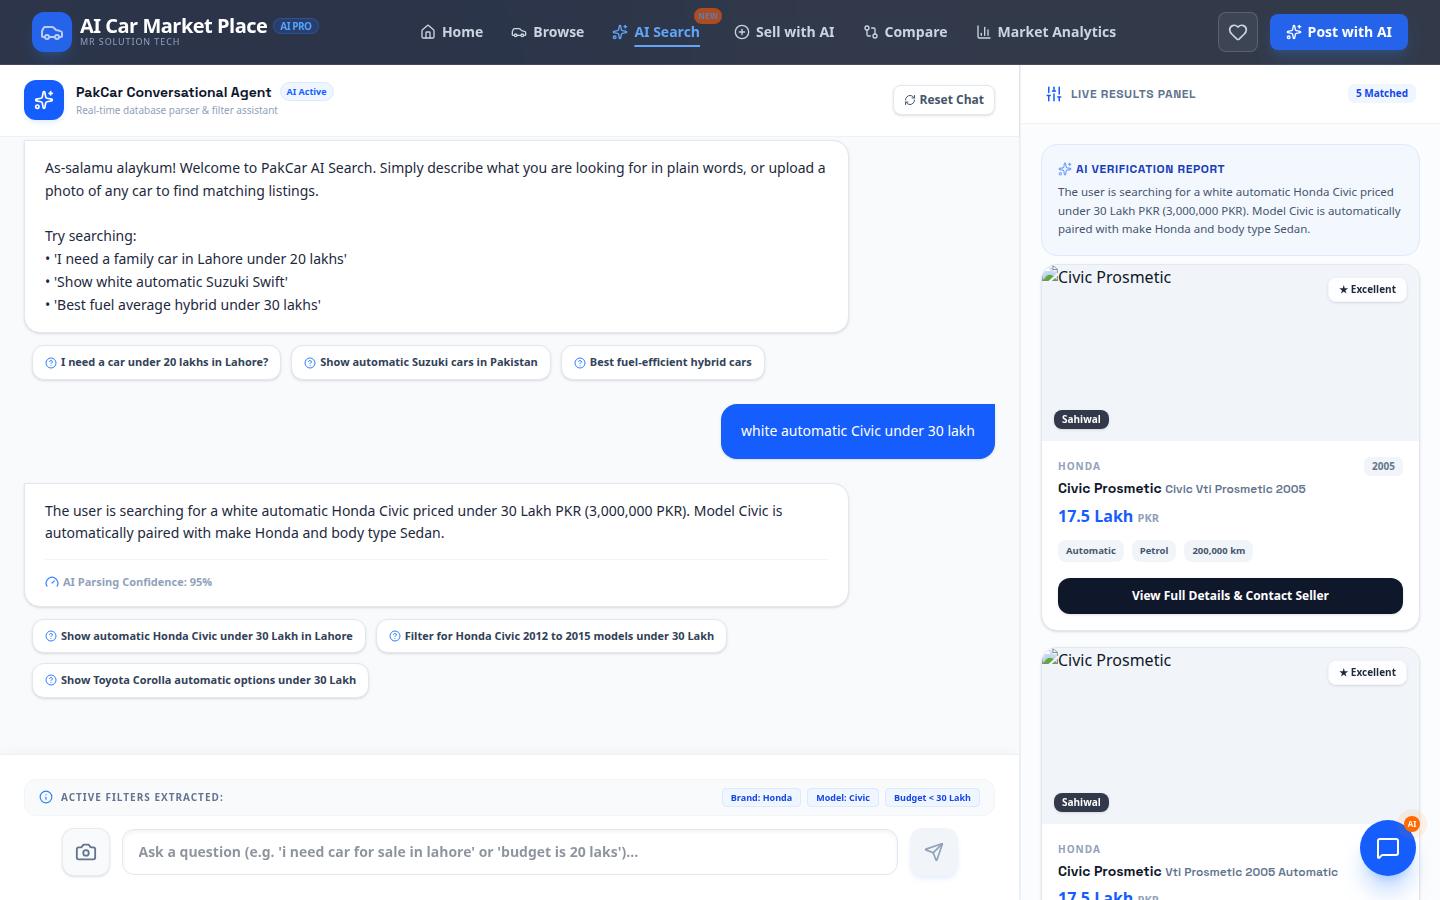 AI Car Market Place AI PRO
MR SOLUTION TECH
Home
Browse
AI Search
NEW
Sell with AI
Compare
Market Analytics
Post with AI
PakCar Conversational Agent AI Active
Real-time database parser & filter assistant
Reset Chat
As-salamu alaykum! Welcome to PakCar AI Search. Simply describe what you are looking for in plain words, or upload a
photo of any car to find matching listings.
Try searching:
• 'I need a family car in Lahore under 20 lakhs'
• 'Show white automatic Suzuki Swift'
• 'Best fuel average hybrid under 30 lakhs'
I need a car under 20 lakhs in Lahore?
Show automatic Suzuki cars in Pakistan
Best fuel-efficient hybrid cars
white automatic Civic under 30 lakh
The user is searching for a white automatic Honda Civic priced under 30 Lakh PKR (3,000,000 PKR). Model Civic is
automatically paired with make Honda and body type Sedan.
AI Parsing Confidence: 95%
Show automatic Honda Civic under 30 Lakh in Lahore
Filter for Honda Civic 2012 to 2015 models under 30 Lakh
Show Toyota Corolla automatic options under 30 Lakh
ACTIVE FILTERS EXTRACTED:
Brand: Honda
Model: Civic
Budget < 30 Lakh
Ask a question (e.g. 'i need car for sale in lahore' or 'budget is 20 laks')...
LIVE RESULTS PANEL
5 Matched
AI VERIFICATION REPORT
The user is searching for a white automatic Honda Civic priced
under 30 Lakh PKR (3,000,000 PKR). Model Civic is automatically
paired with make Honda and body type Sedan.
Civic Prosmetic
★ Excellent
Sahiwal
HONDA
2005
Civic Prosmetic Civic Vti Prosmetic 2005
17.5 Lakh PKR
Automatic
Petrol
200,000 km
View Full Details & Contact Seller
Civic Prosmetic
★ Excellent
Sahiwal
AI
HONDA
Civic Prosmetic Vti Prosmetic 2005 Automatic
17.5 Lakh PKR